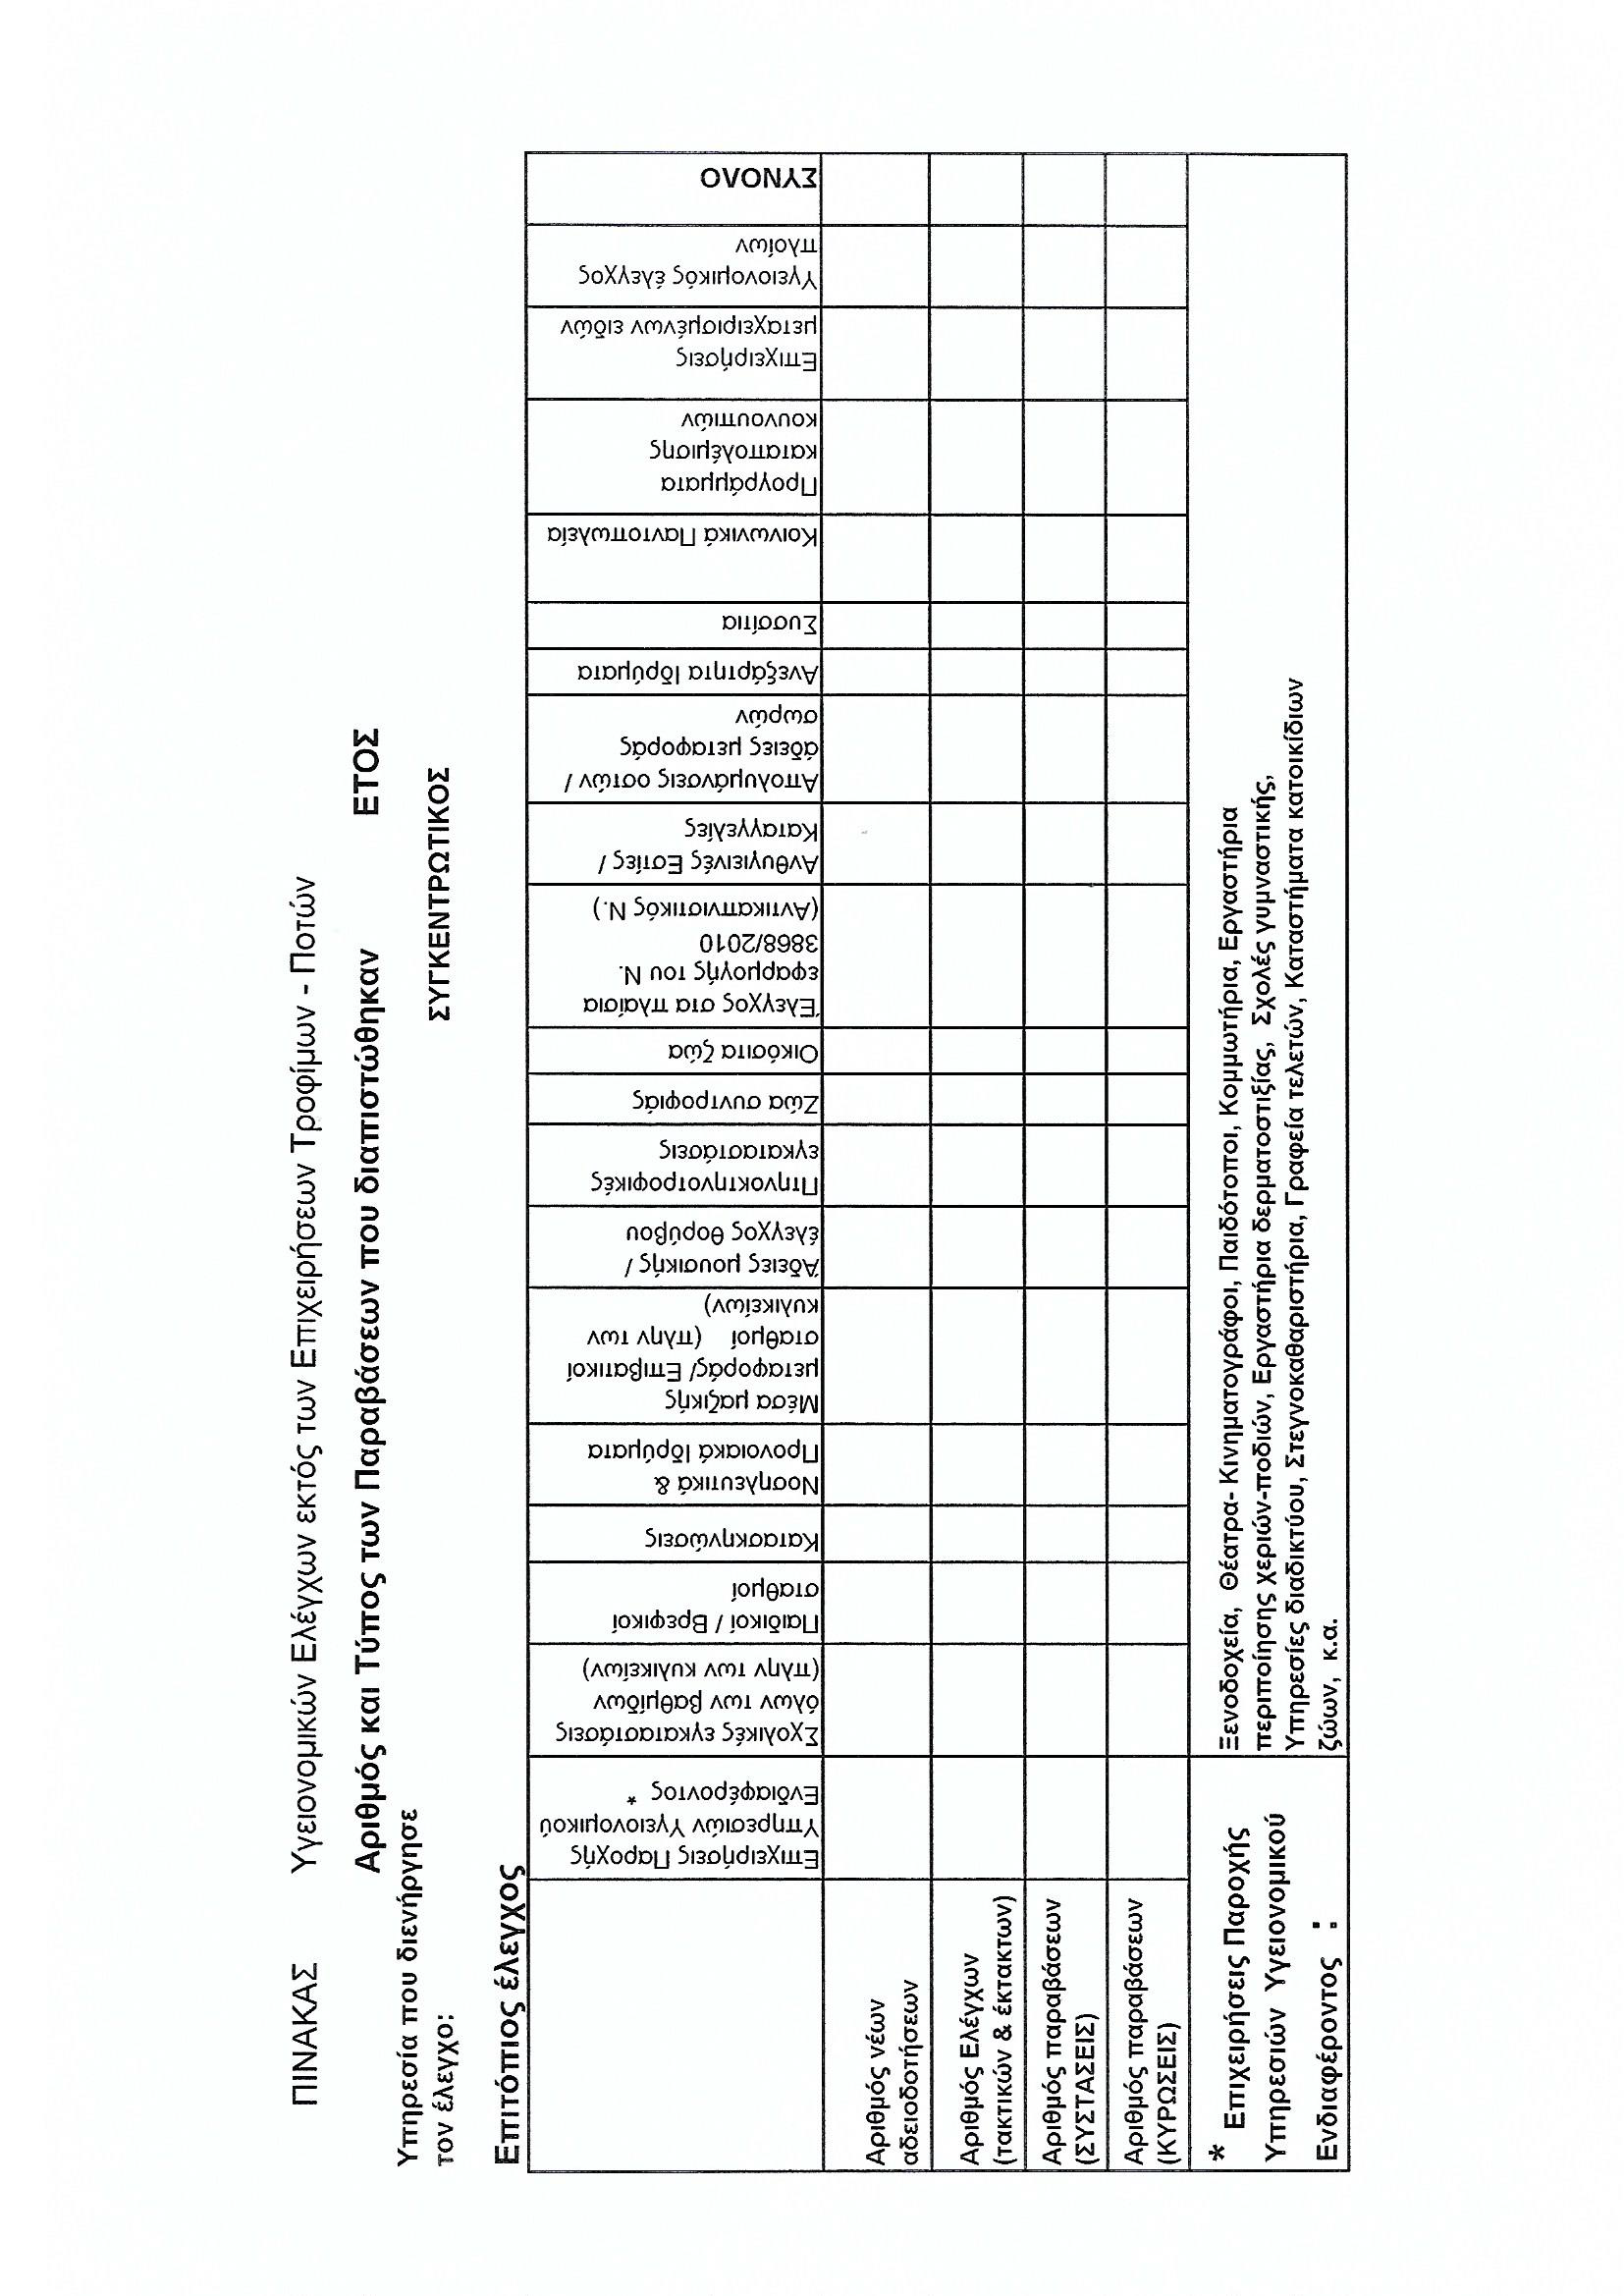 ΠΙΝΑΚΑΣ Υγειονομικών Ελέγχων εκτός των Επιχειρήσεων Τροφίμων - Ποτών
Αριθμός και Τύπος των Παραβάσεων που διαπιστώθηκαν ΕΤΟΣ
Υπηρεσία που διενήργησε
τον έλεγχο:
ΣΥΓΚΕΝΤΡΩΤΙΚΟΣ
Επιτόπιος έλεγχος
Επιχειρήσεις Παροχής
Υπηρεσιών Υγειονομικού
Ενδιαφέροντος *
Σχολικές εγκαταστάσεις
όλων των βαθμίδων
(πλην των κυλικείων)
Παιδικοί / Βρεφικοί
σταθμοί
Κατασκηνώσεις
Νοσηλευτικά &
Προνοιακά Ιδρύματα
Μέσα μαζικής
μεταφοράς/ Επιβατικοί
σταθμοί (πλην των
κυλικείων)
Άδειες μουσικής /
έλεγχος θορύβου
Πτηνοκτηνοτροφικές
εγκαταστάσεις
Ζώα συντροφιάς
Οικόσιτα ζώα
Έλεγχος στα πλαίσια
εφαρμογής του Ν.
3868/2010
(Αντικαπνιστικός Ν.)
Ανθυγιεινές Εστίες /
Καταγγελίες
Απολυμάνσεις οστών /
άδειες μεταφοράς
σωρών
Ανεξάρτητα Ιδρύματα
Συσσίτια
Κοινωνικά Παντοπωλεία
Προγράμματα
καταπολέμισης
κουνουπιών
Επιχειρήσεις
μεταχειρισμένων ειδών
Υγειονομικός έλεγχος
πλοίων
ΣΥΝΟΛΟ
Αριθμός νέων
αδειοδοτήσεων
Αριθμός Ελέγχων
(τακτικών & έκτακτων)
Αριθμός παραβάσεων
(ΣΥΣΤΑΣΕΙΣ)
Αριθμός παραβάσεων
(ΚΥΡΩΣΕΙΣ)
* Επιχειρήσεις Παροχής
Υπηρεσιών Υγειονομικού
Ενδιαφέροντος :
Ξενοδοχεία, Θέατρα- Κινηματογράφοι, Παιδότοποι, Κομμωτήρια, Εργαστήρια
περιποίησης χεριών-ποδιών, Εργαστήρια δερματοστιξίας, Σχολές γυμναστικής,
Υπηρεσίες διαδικτύου, Στεγνοκαθαριστήρια, Γραφεία τελετών, Καταστήματα κατοικίδιων
ζώων, κ.α.